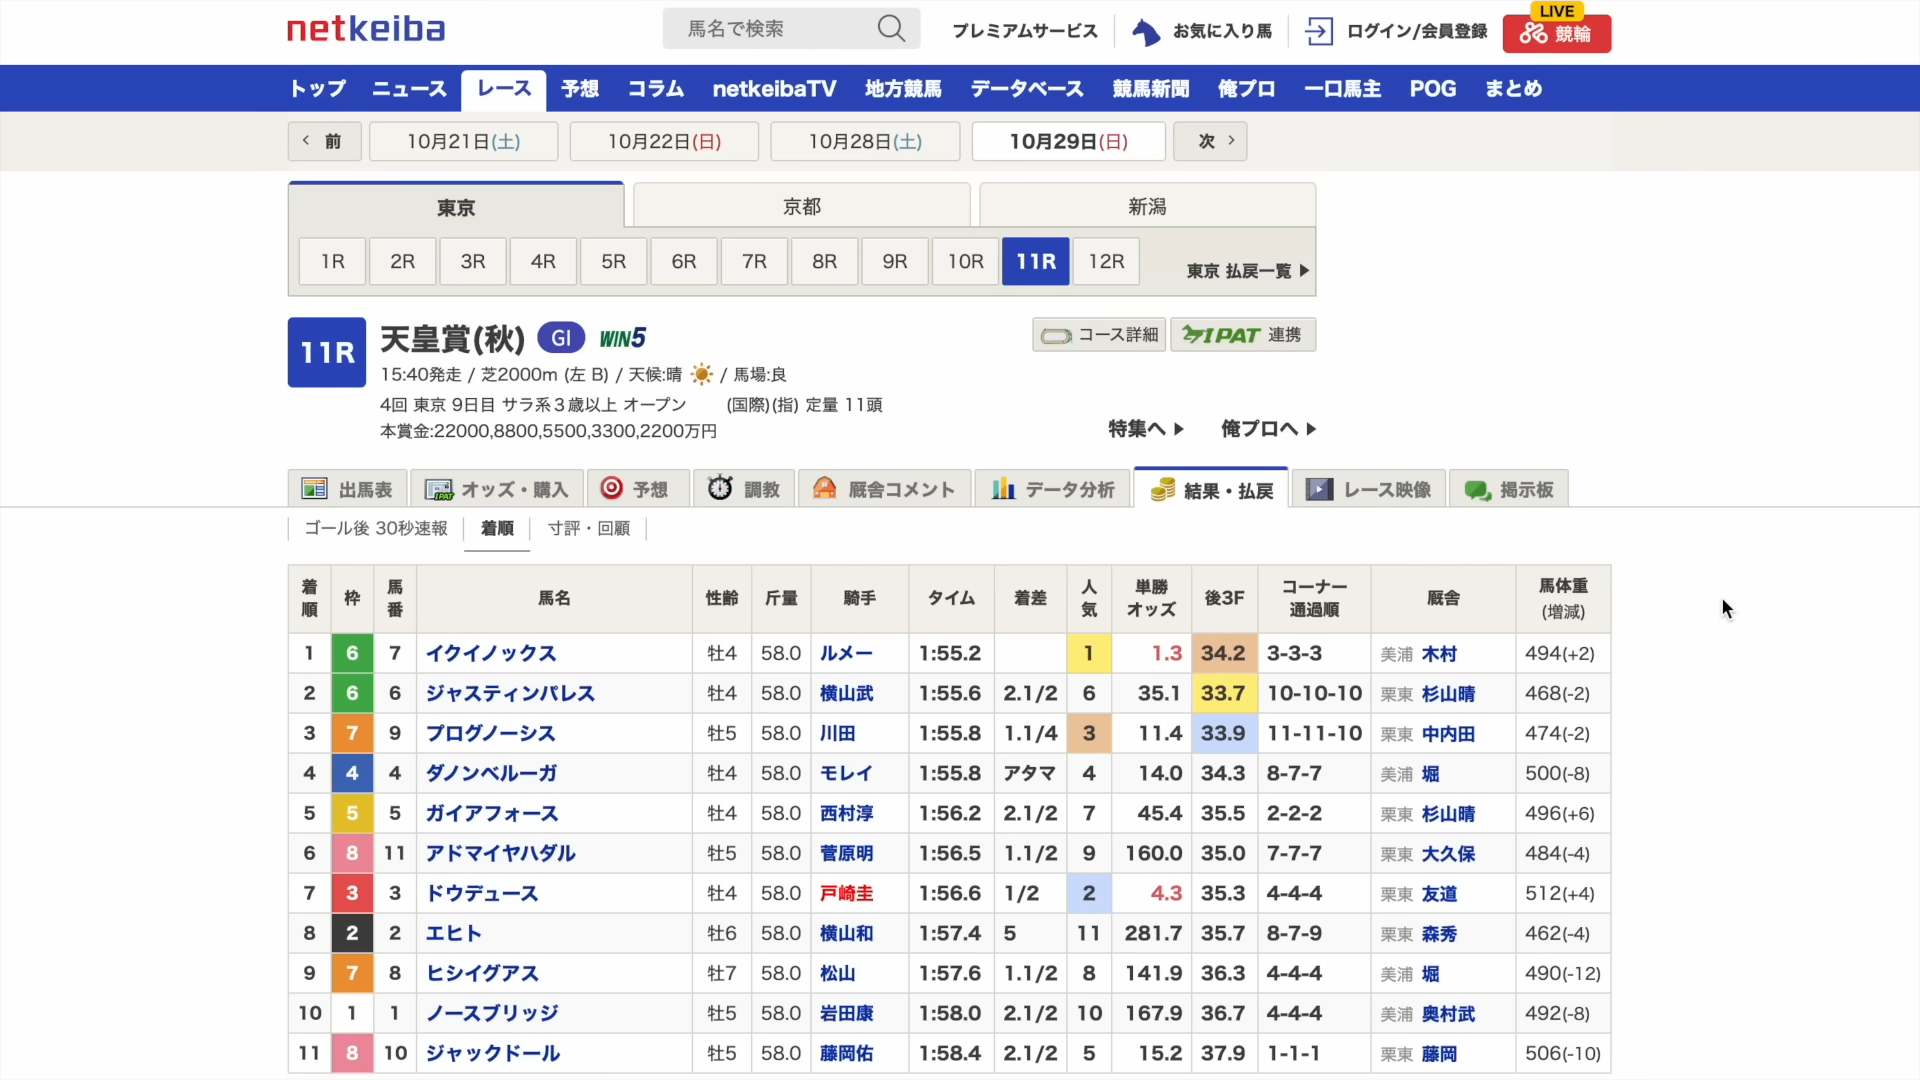 netkeiba
馬名で検索
プレミアムサービス
お気に入り馬
ログイン/会員登録
LIVE
競輪
トップ ニュース レース 予想 コラム netkeibaTV 地方競馬 データベース 競馬新聞 俺プロ 一口馬主 POG まとめ
前 10月21日(土) 10月22日(日) 10月28日(土) 10月29日(日) 次
東京 京都 新潟
1R 2R 3R 4R 5R 6R 7R 8R 9R 10R 11R 12R 東京 払戻一覧
11R 天皇賞(秋) GI WIN5
コース詳細 IPAT 連携
15:40発走 / 芝2000m (左 B) / 天候:晴 / 馬場:良
4回 東京 9日目 サラ系３歳以上 オープン (国際)(指) 定量 11頭
本賞金:22000,8800,5500,3300,2200万円
特集へ 俺プロへ
出馬表 オッズ・購入 予想 調教 厩舎コメント データ分析 結果・払戻 レース映像 掲示板
ゴール後 30秒速報 着順 寸評・回顧
着順 枠 馬番 馬名 性齢 斤量 騎手 タイム 着差 人気 単勝オッズ 後3F コーナー通過順 厩舎 馬体重(増減)
1 6 7 イクイノックス 牡4 58.0 ルメー 1:55.2 1 1.3 34.2 3-3-3 美浦 木村 494(+2)
2 6 6 ジャスティンパレス 牡4 58.0 横山武 1:55.6 2.1/2 6 35.1 33.7 10-10-10 栗東 杉山晴 468(-2)
3 7 9 プログノーシス 牡5 58.0 川田 1:55.8 1.1/4 3 11.4 33.9 11-11-10 栗東 中内田 474(-2)
4 4 4 ダノンベルーガ 牡4 58.0 モレイ 1:55.8 アタマ 4 14.0 34.3 8-7-7 美浦 堀 500(-8)
5 5 5 ガイアフォース 牡4 58.0 西村淳 1:56.2 2.1/2 7 45.4 35.5 2-2-2 栗東 杉山晴 496(+6)
6 8 11 アドマイヤハダル 牡5 58.0 菅原明 1:56.5 1.1/2 9 160.0 35.0 7-7-7 栗東 大久保 484(-4)
7 3 3 ドウデュース 牡4 58.0 戸崎圭 1:56.6 1/2 2 4.3 35.3 4-4-4 栗東 友道 512(+4)
8 2 2 エヒト 牡6 58.0 横山和 1:57.4 5 11 281.7 35.7 8-7-9 栗東 森秀 462(-4)
9 7 8 ヒシイグアス 牡7 58.0 松山 1:57.6 1.1/2 8 141.9 36.3 4-4-4 美浦 堀 490(-12)
10 1 1 ノースブリッジ 牡5 58.0 岩田康 1:58.0 2.1/2 10 167.9 36.7 4-4-4 美浦 奥村武 492(-8)
11 8 10 ジャックドール 牡5 58.0 藤岡佑 1:58.4 2.1/2 5 15.2 37.9 1-1-1 栗東 藤岡 506(-10)